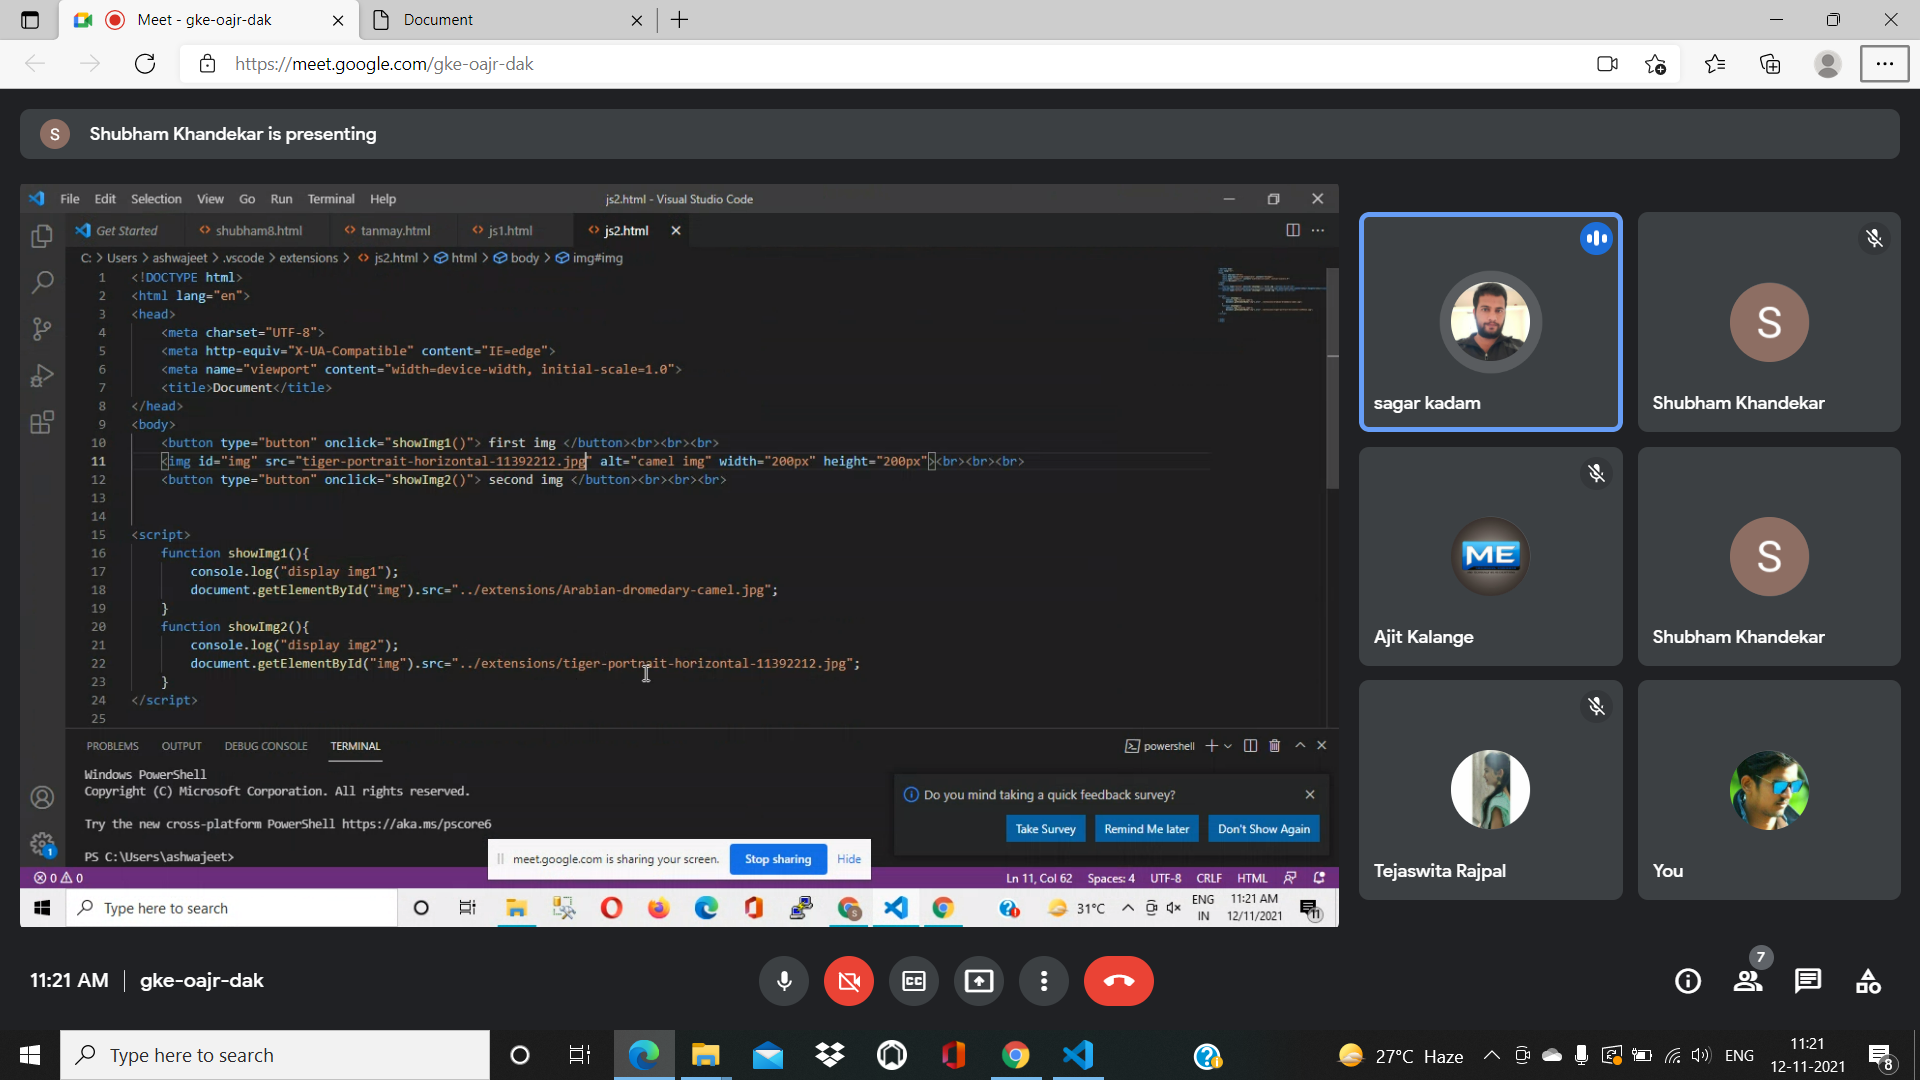 Meet - gke-oajr-dak
Document
https://meet.google.com/gke-oajr-dak
S Shubham Khandekar is presenting
File Edit Selection View Go Run Terminal Help
js2.html - Visual Studio Code
Get Started
shubham8.html
tanmay.html
js1.html
js2.html
C: > Users > ashwajeet > .vscode > extensions > js2.html > html > body > img#img
1 <!DOCTYPE html>
2 <html lang="en">
3 <head>
4 <meta charset="UTF-8">
5 <meta http-equiv="X-UA-Compatible" content="IE=edge">
6 <meta name="viewport" content="width=device-width, initial-scale=1.0">
7 <title>Document</title>
8 </head>
9 <body>
10 <button type="button" onclick="showImg1()"> first img </button><br><br><br>
11 <img id="img" src="tiger-portrait-horizontal-11392212.jpg" alt="camel img" width="200px" height="200px"><br><br><br>
12 <button type="button" onclick="showImg2()"> second img </button><br><br><br>
13
14
15 <script>
16 function showImg1(){
17 console.log("display img1");
18 document.getElementById("img").src="../extensions/Arabian-dromedary-camel.jpg";
19 }
20 function showImg2(){
21 console.log("display img2");
22 document.getElementById("img").src="../extensions/tiger-portrait-horizontal-11392212.jpg";
23 }
24 </script>
25
PROBLEMS OUTPUT DEBUG CONSOLE TERMINAL
powershell
Windows PowerShell
Copyright (C) Microsoft Corporation. All rights reserved.
Try the new cross-platform PowerShell https://aka.ms/pscore6
PS C:\Users\ashwajeet>
Do you mind taking a quick feedback survey?
Take Survey
Remind Me later
Don't Show Again
1
meet.google.com is sharing your screen.
Stop sharing
Hide
0 0
Ln 11, Col 62 Spaces: 4 UTF-8 CRLF HTML
Type here to search
S
31°C
ENG
IN
11:21 AM
12/11/2021
11
sagar kadam
S
Shubham Khandekar
ME
Ajit Kalange
S
Shubham Khandekar
Tejaswita Rajpal
You
11:21 AM | gke-oajr-dak
CC
7
Type here to search
27°C Haze
ENG
11:21
12-11-2021
8